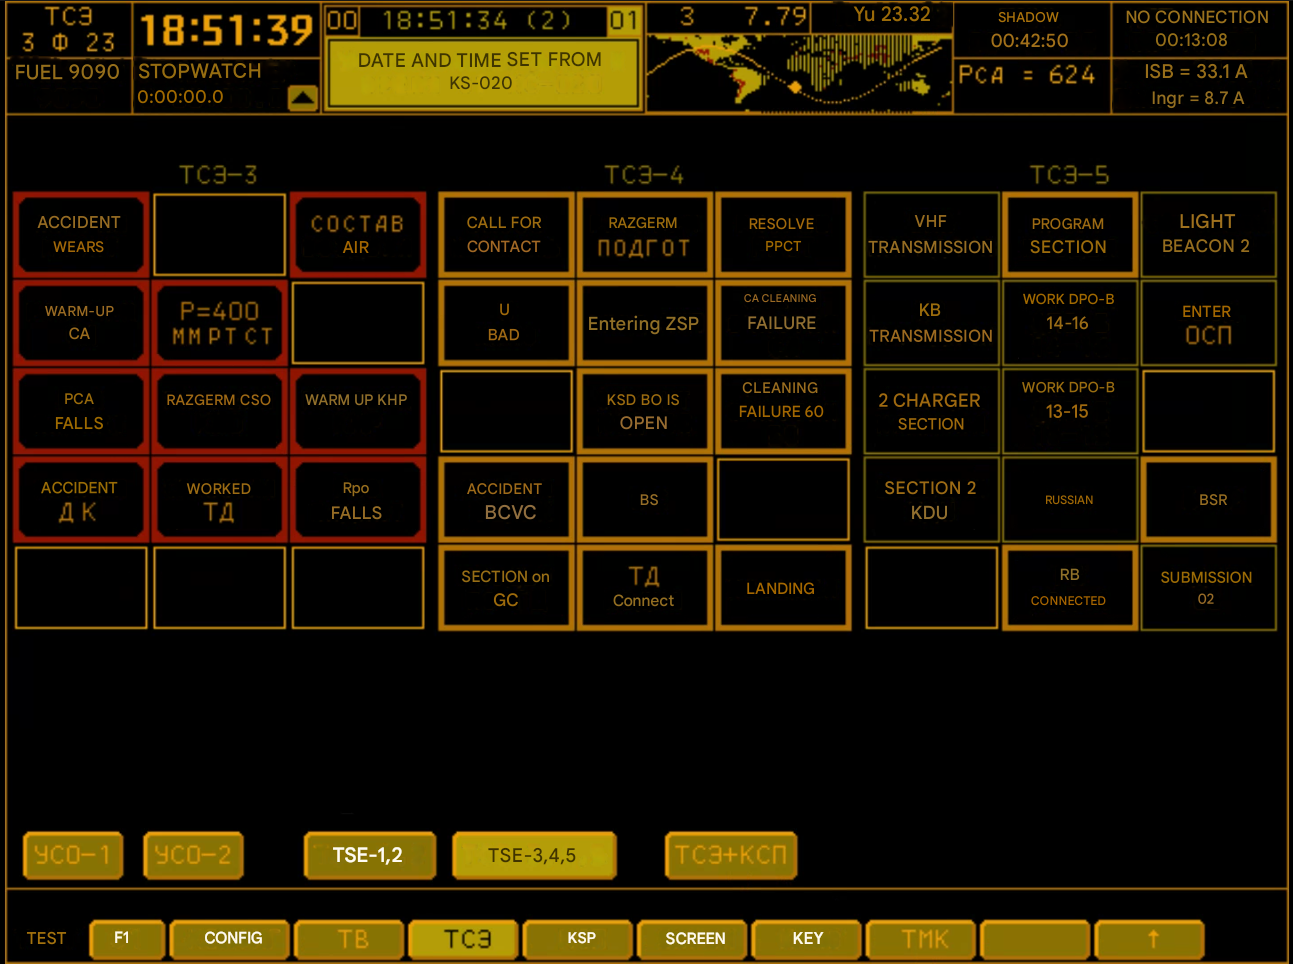 ТСЭ
3 Ф 23
18:51:39
FUEL 9090
STOPWATCH
0:00:00.0
00
18:51:34 (2)
01
DATE AND TIME SET FROM
KS-020
3 7.79
Yu 23.32
SHADOW
00:42:50
NO CONNECTION
00:13:08
PCA = 624
ISB = 33.1 A
Ingr = 8.7 A
ТСЭ-3
ТСЭ-4
ТСЭ-5
ACCIDENT
WEARS
СОСТАВ
AIR
CALL FOR
CONTACT
RAZGERM
ПОДГОТ
RESOLVE
PPCT
VHF
TRANSMISSION
PROGRAM
SECTION
LIGHT
BEACON 2
WARM-UP
CA
Р=400
ММ РТ СТ
U
BAD
Entering ZSP
CA CLEANING
FAILURE
KB
TRANSMISSION
WORK DPO-B
14-16
ENTER
ОСП
PCA
FALLS
RAZGERM CSO
WARM UP KHP
KSD BO IS
OPEN
CLEANING
FAILURE 60
2 CHARGER
SECTION
WORK DPO-B
13-15
ACCIDENT
Д К
WORKED
ТД
Rpo
FALLS
ACCIDENT
BCVC
BS
SECTION 2
KDU
RUSSIAN
BSR
SECTION on
GC
ТД
Connect
LANDING
RB
CONNECTED
SUBMISSION
02
УСО-1
УСО-2
TSE-1,2
TSE-3,4,5
ТСЭ+КСП
TEST
F1
CONFIG
ТВ
ТСЭ
KSP
SCREEN
KEY
ТМК
↑